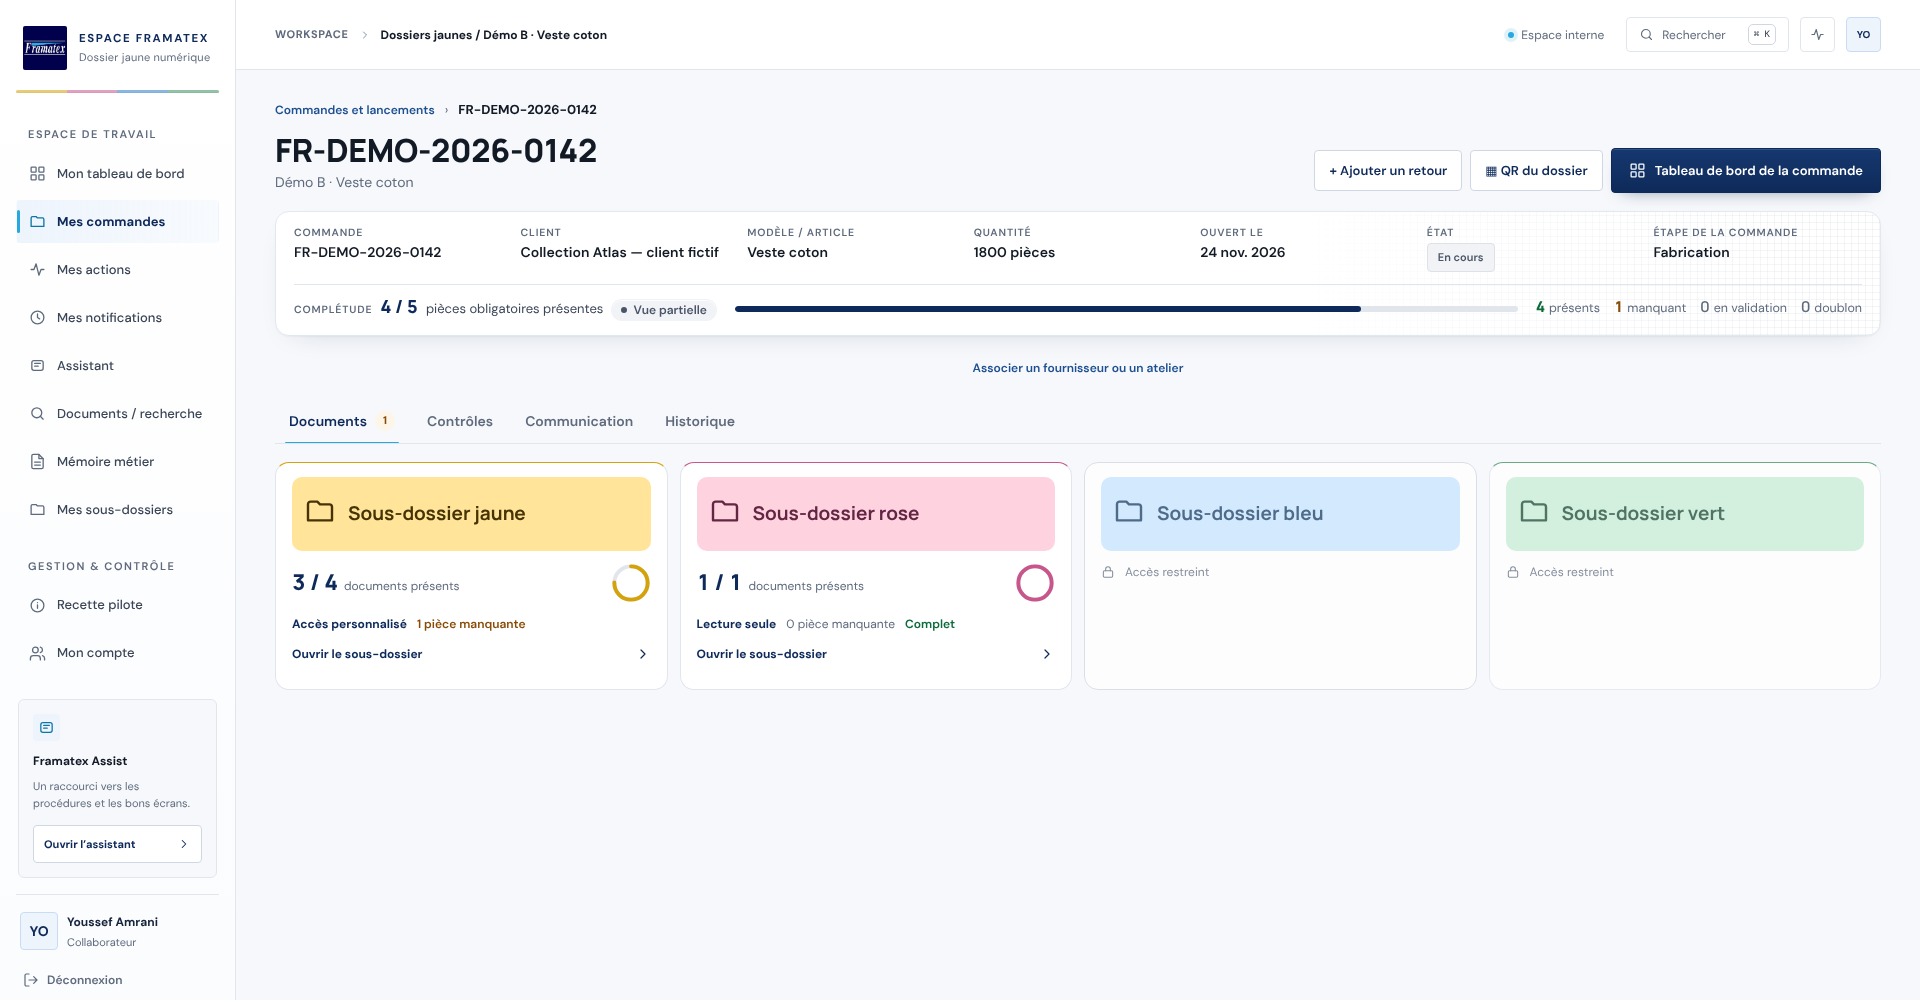 Framatex
ESPACE FRAMATEX
Dossier jaune numérique
ESPACE DE TRAVAIL
Mon tableau de bord
Mes commandes
Mes actions
Mes notifications
Assistant
Documents / recherche
Mémoire métier
Mes sous-dossiers
GESTION & CONTRÔLE
Recette pilote
Mon compte
Framatex Assist
Un raccourci vers les
procédures et les bons écrans.
Ouvrir l’assistant
YO
Youssef Amrani
Collaborateur
Déconnexion
WORKSPACE > Dossiers jaunes / Démo B · Veste coton
Espace interne
Rechercher ⌘ K
YO
Commandes et lancements › FR-DEMO-2026-0142
FR-DEMO-2026-0142
Démo B · Veste coton
+ Ajouter un retour
▦ QR du dossier
Tableau de bord de la commande
COMMANDE
FR-DEMO-2026-0142
CLIENT
Collection Atlas — client fictif
MODÈLE / ARTICLE
Veste coton
QUANTITÉ
1800 pièces
OUVERT LE
24 nov. 2026
ÉTAT
En cours
ÉTAPE DE LA COMMANDE
Fabrication
COMPLÉTUDE 4 / 5 pièces obligatoires présentes Vue partielle
4 présents 1 manquant 0 en validation 0 doublon
Associer un fournisseur ou un atelier
Documents 1 Contrôles Communication Historique
Sous-dossier jaune
3 / 4 documents présents
Accès personnalisé 1 pièce manquante
Ouvrir le sous-dossier
Sous-dossier rose
1 / 1 documents présents
Lecture seule 0 pièce manquante Complet
Ouvrir le sous-dossier
Sous-dossier bleu
Accès restreint
Sous-dossier vert
Accès restreint